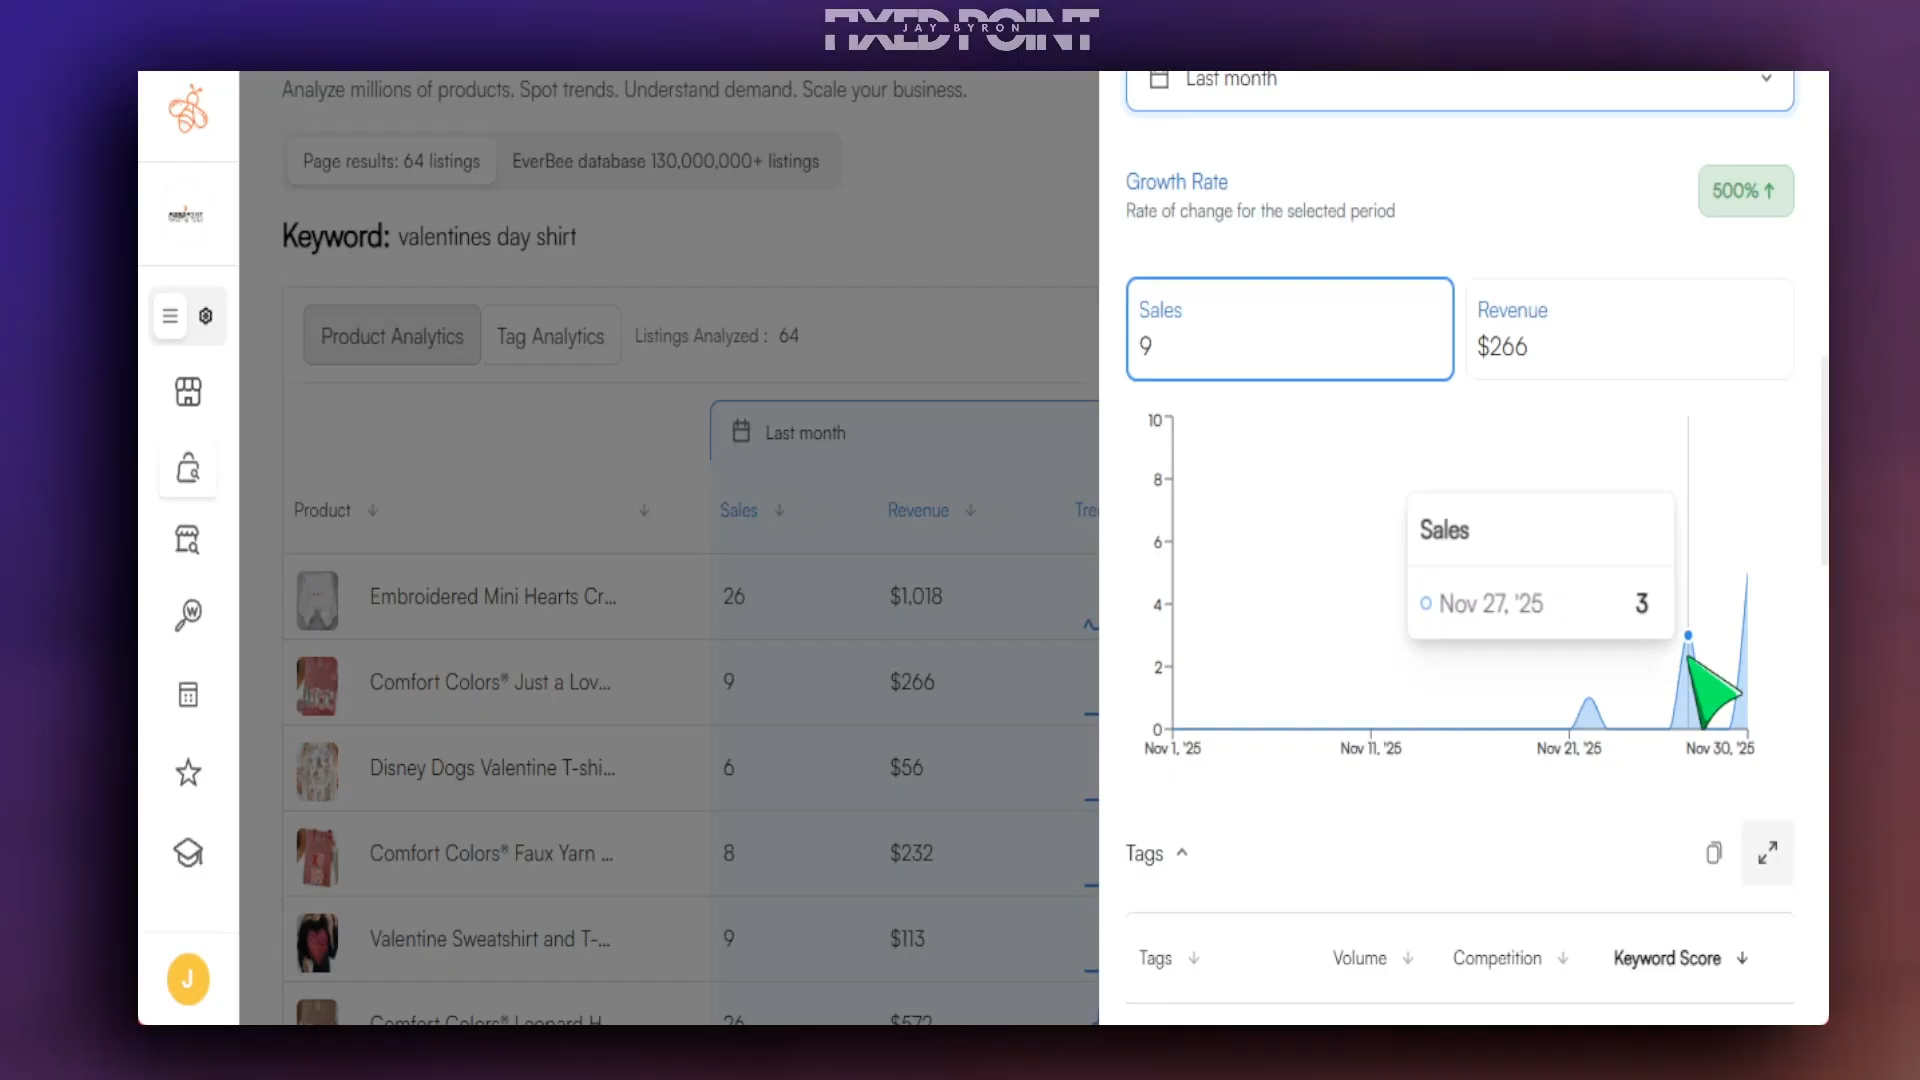 FIXED POINT
JAY BYRON
Analyze millions of products. Spot trends. Understand demand. Scale your business.
Page results: 64 listings
EverBee database 130,000,000+ listings
Keyword: valentines day shirt
Product Analytics
Tag Analytics
Listings Analyzed : 64
Last month
Product
Sales
Revenue
Tre
Embroidered Mini Hearts Cr...
26
$1,018
Comfort Colors® Just a Lov...
9
$266
Disney Dogs Valentine T-shi...
6
$56
Comfort Colors® Faux Yarn ...
8
$232
Valentine Sweatshirt and T-...
9
$113
Comfort Colors® Leopard H
26
$572
J
Last month
Growth Rate
Rate of change for the selected period
500% ↑
Sales
9
Revenue
$266
10
8
6
4
2
0
Nov 1, '25
Nov 11, '25
Nov 21, '25
Nov 30, '25
Sales
Nov 27, '25
3
Tags
Tags
Volume
Competition
Keyword Score